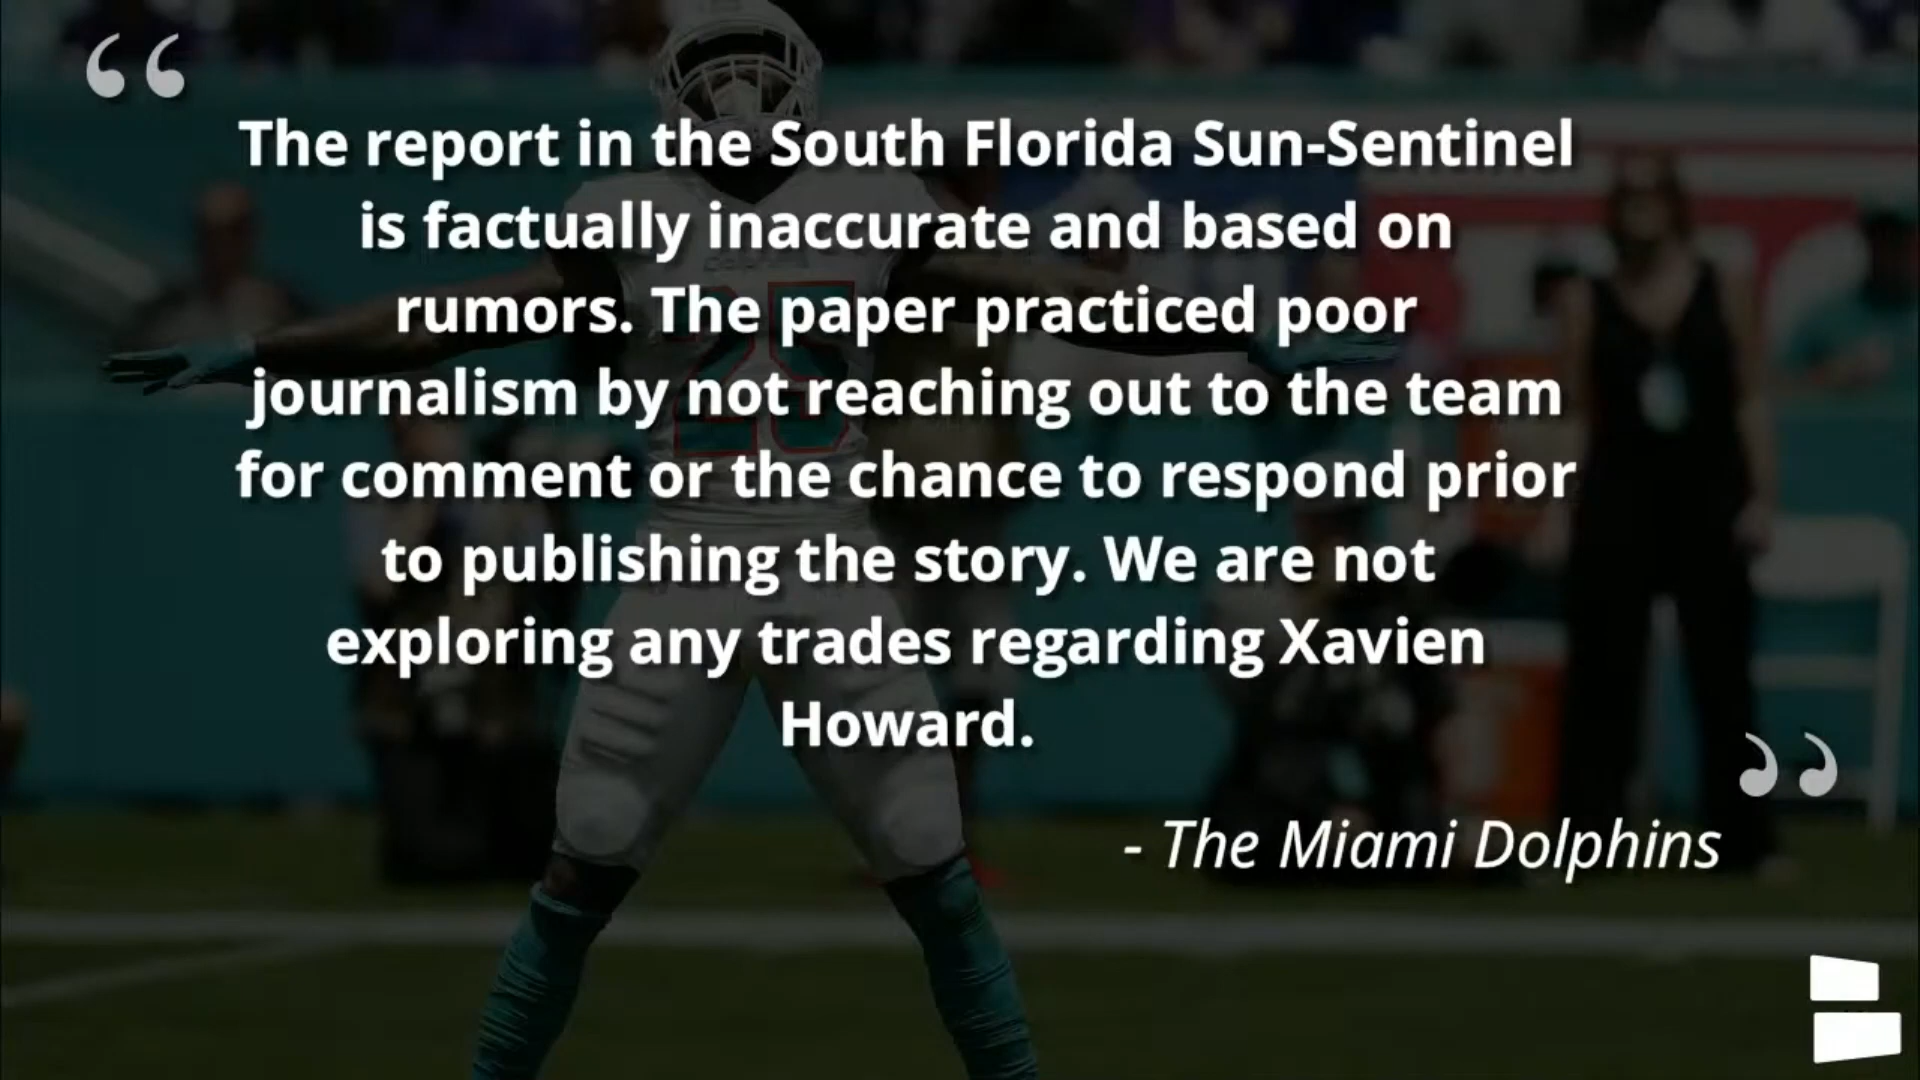 “
The report in the South Florida Sun-Sentinel
is factually inaccurate and based on
rumors. The paper practiced poor
journalism by not reaching out to the team
for comment or the chance to respond prior
to publishing the story. We are not
exploring any trades regarding Xavien
Howard.
”
- The Miami Dolphins
25